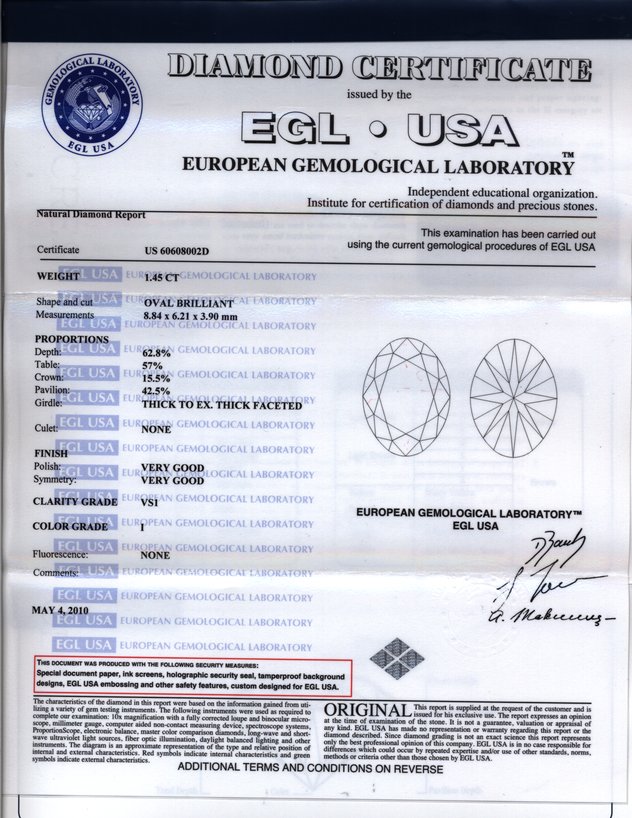 GEMOLOGICAL LABORATORY
EGL USA
DIAMOND CERTIFICATE
issued by the
EGL • USA
EUROPEAN GEMOLOGICAL LABORATORY™
Independent educational organization.
Institute for certification of diamonds and precious stones.
Natural Diamond Report
This examination has been carried out
using the current gemological procedures of EGL USA
Certificate US 60608002D
WEIGHT 1.45 CT
Shape and cut OVAL BRILLIANT
Measurements 8.84 x 6.21 x 3.90 mm
PROPORTIONS
Depth: 62.8%
Table: 57%
Crown: 15.5%
Pavilion: 42.5%
Girdle: THICK TO EX. THICK FACETED
Culet: NONE
FINISH
Polish: VERY GOOD
Symmetry: VERY GOOD
CLARITY GRADE VS1
COLOR GRADE I
Fluorescence: NONE
Comments:
MAY 4, 2010
EGL USA EUROPEAN GEMOLOGICAL LABORATORY
EUROPEAN GEMOLOGICAL LABORATORY™
EGL USA
THIS DOCUMENT WAS PRODUCED WITH THE FOLLOWING SECURITY MEASURES:
Special document paper, ink screens, holographic security seal, tamperproof background
designs, EGL USA embossing and other safety features, custom designed for EGL USA.
The characteristics of the diamond in this report were based on the information gained from uti-
lizing a variety of gem testing instruments. The following instruments were used as required to
complete our examination: 10x magnification with a fully corrected loupe and binocular micro-
scope, millimeter gauge, computer aided non-contact measuring device, spectroscope systems,
ProportionScope, electronic balance, master color comparison diamonds, long-wave and short-
wave ultraviolet light sources, fiber optic illumination, daylight balanced lighting and other
instruments. The diagram is an approximate representation of the type and relative position of
internal and external characteristics. Red symbols indicate internal characteristics and green
symbols indicate external characteristics.
ORIGINAL This report is supplied at the request of the customer and is
issued for his exclusive use. The report expresses an opinion
at the time of examination of the stone. It is not a guarantee, valuation or appraisal of
any kind. EGL USA has made no representation or warranty regarding this report or the
diamond described. Since diamond grading is not an exact science this report represents
only the best professional opinion of this company. EGL USA is in no case responsible for
differences which could occur by repeated expertise and/or use of other standards, norms,
methods or criteria other than those chosen by EGL USA.
ADDITIONAL TERMS AND CONDITIONS ON REVERSE